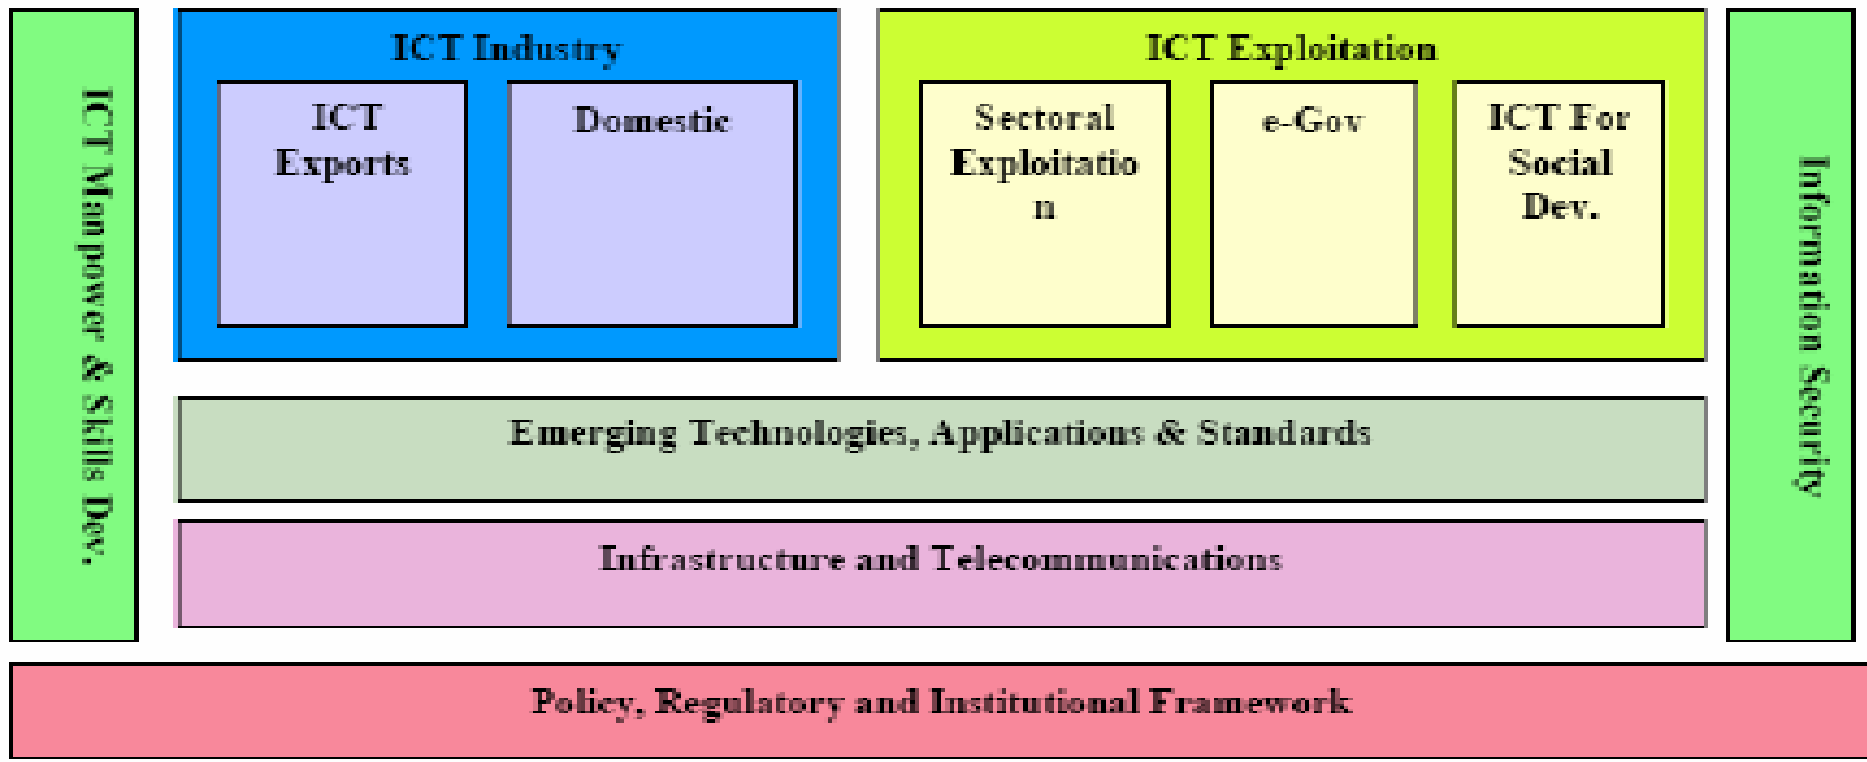 ICT Manpower & Skills Dev.
ICT Industry
ICT
Exports
Domestic
ICT Exploitation
Sectoral
Exploitatio
n
e-Gov
ICT For
Social
Dev.
Information Security
Emerging Technologies, Applications & Standards
Infrastructure and Telecommunications
Policy, Regulatory and Institutional Framework